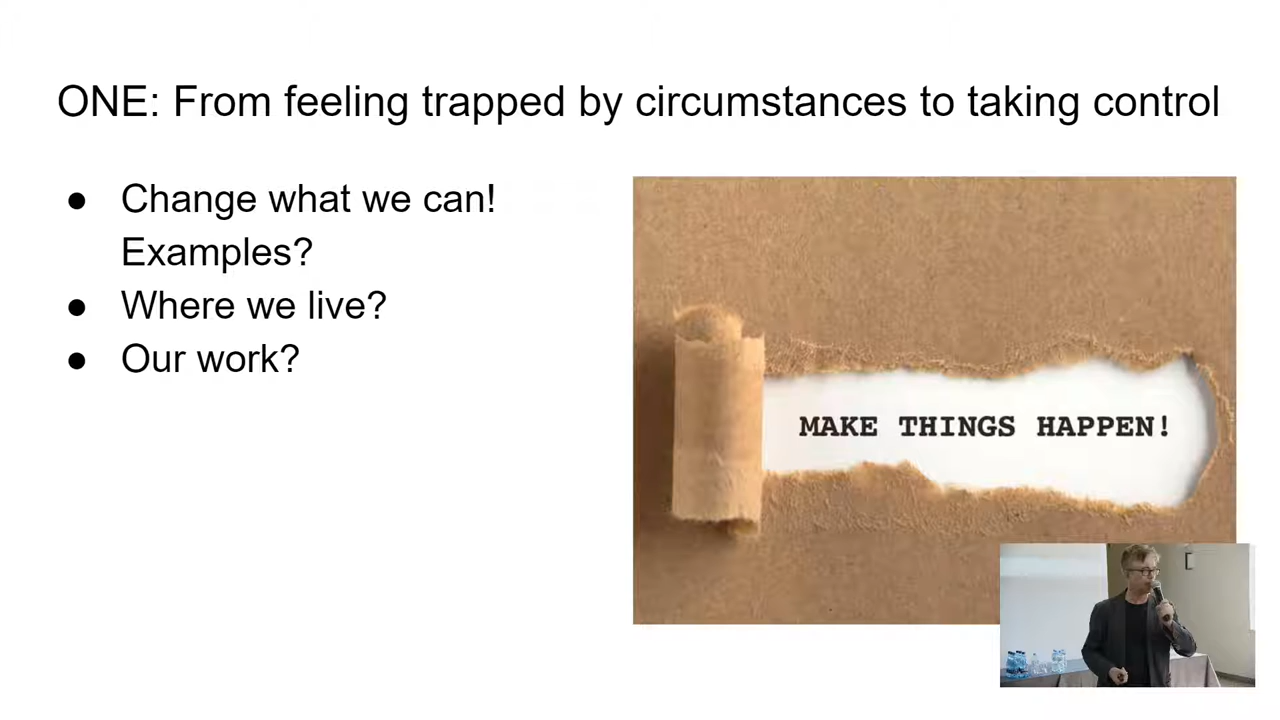 ONE: From feeling trapped by circumstances to taking control
● Change what we can!
Examples?
● Where we live?
● Our work?
MAKE THINGS HAPPEN!